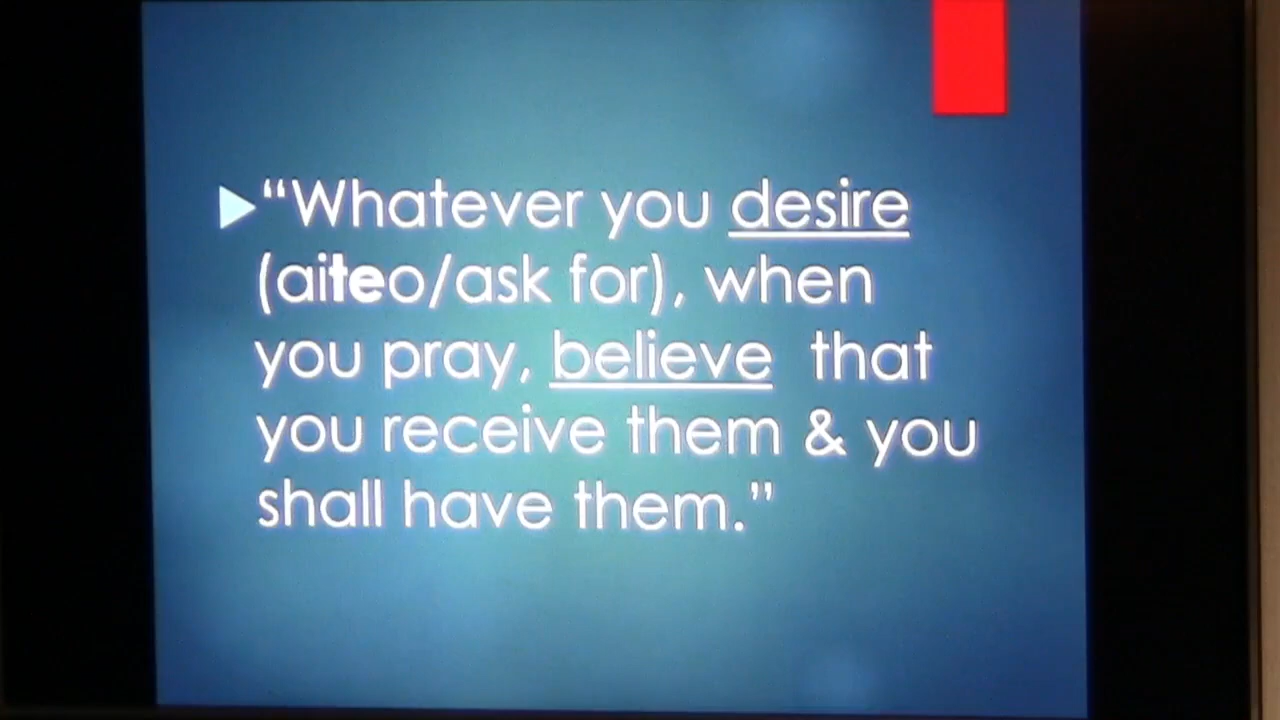 “Whatever you desire
(aiteo/ask for), when
you pray, believe that
you receive them & you
shall have them.”